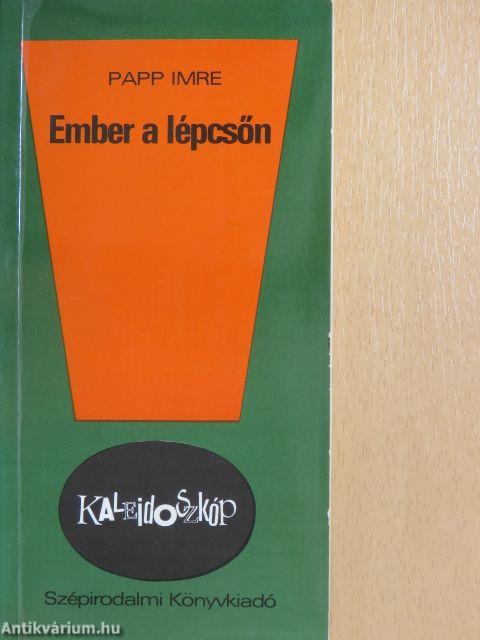 PAPP IMRE
Ember a lépcsőn
KALEIDOSZKÓP
Szépirodalmi Könyvkiadó
Antikvárium.hu